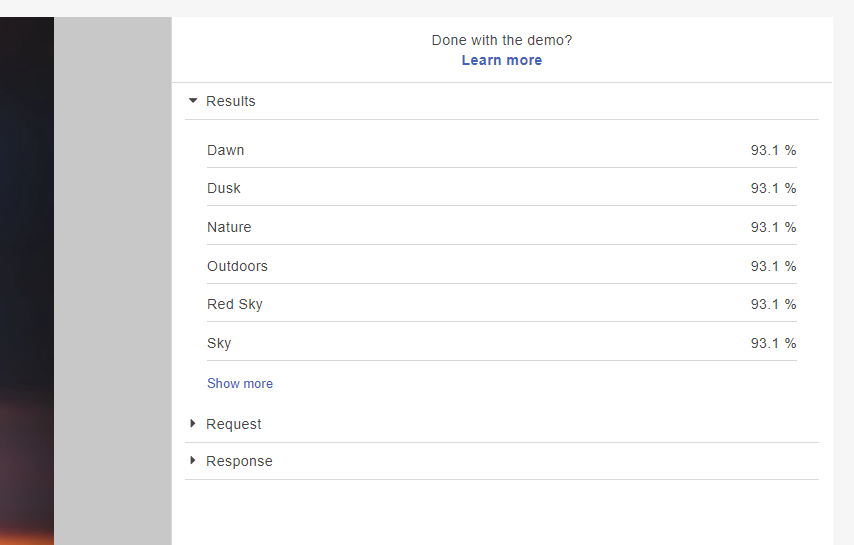 Done with the demo?
Learn more
Results
Dawn 93.1 %
Dusk 93.1 %
Nature 93.1 %
Outdoors 93.1 %
Red Sky 93.1 %
Sky 93.1 %
Show more
Request
Response